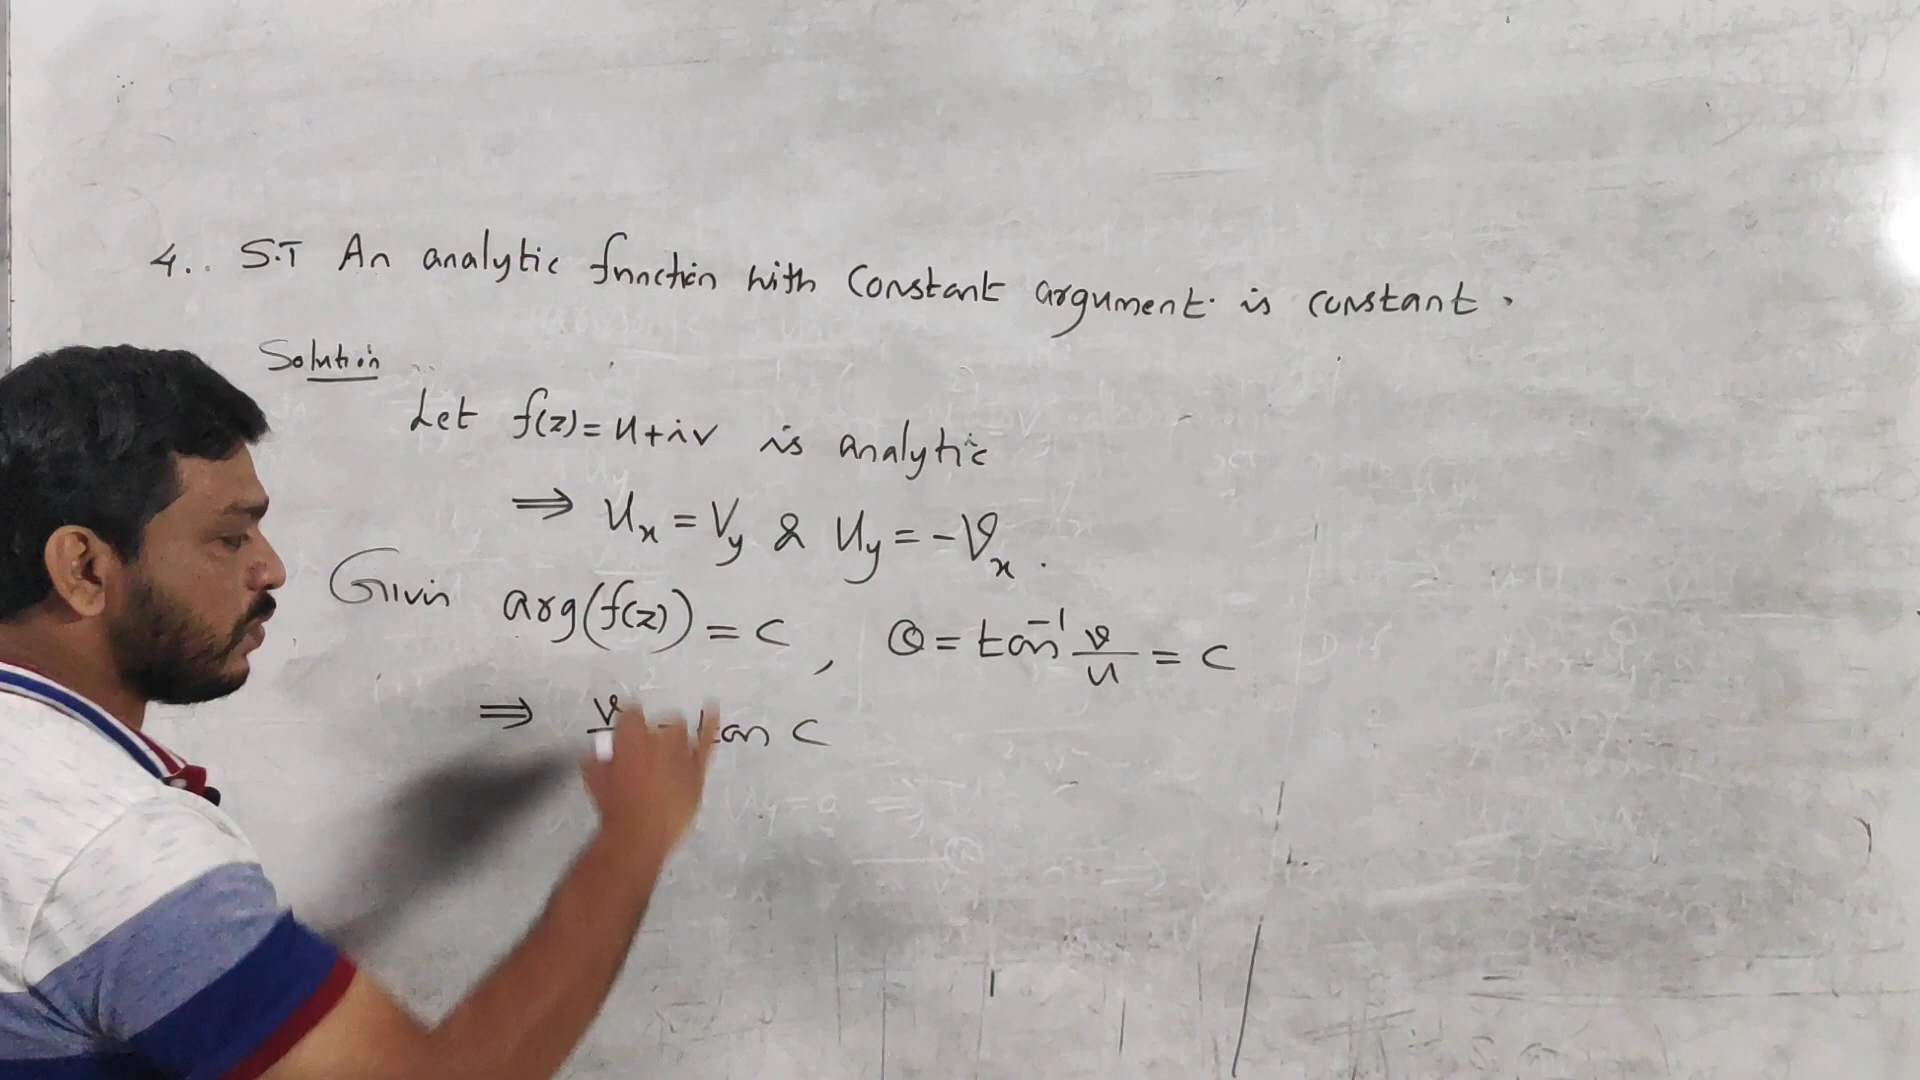 4.. S.T An analytic function with Constant argument is constant.
Solution
Let f(z)=u+iv is analytic
⇒ Ux = Vy & Uy = -Vx.
Given arg(f(z)) = C, θ = tan⁻¹ v/u = C
⇒ v = tan C